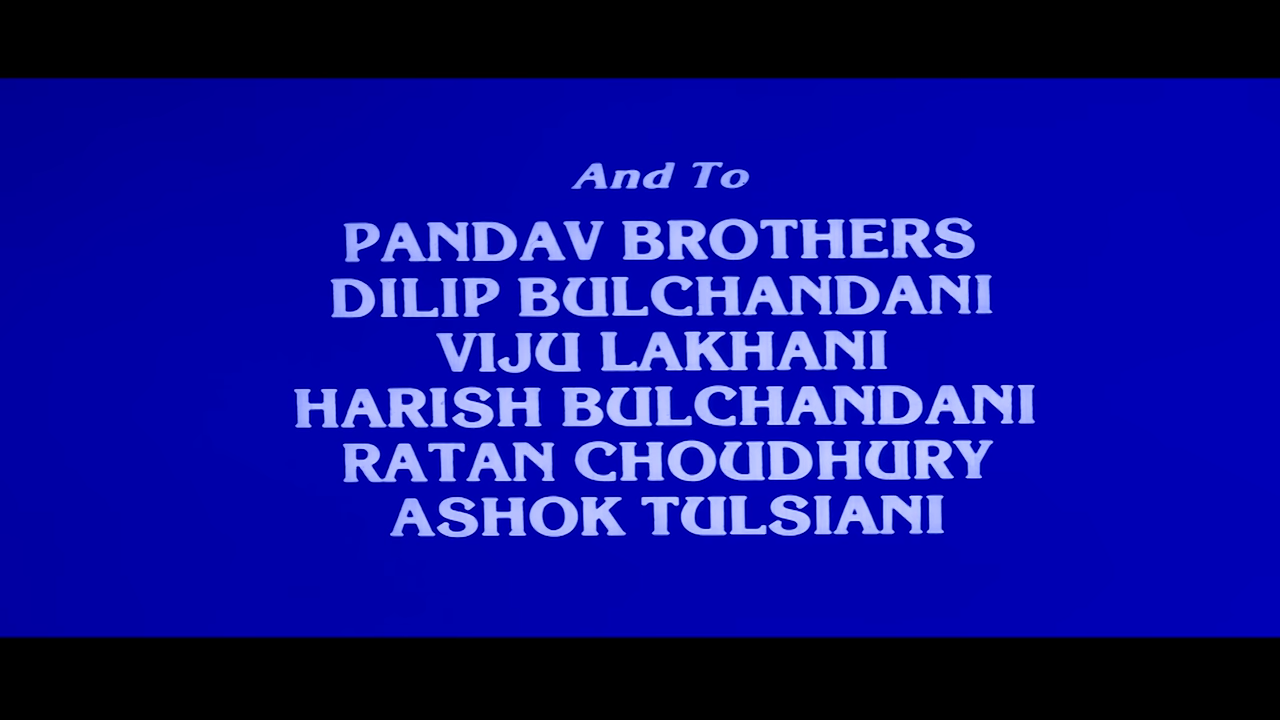 And To
PANDAV BROTHERS
DILIP BULCHANDANI
VIJU LAKHANI
HARISH BULCHANDANI
RATAN CHOUDHURY
ASHOK TULSIANI